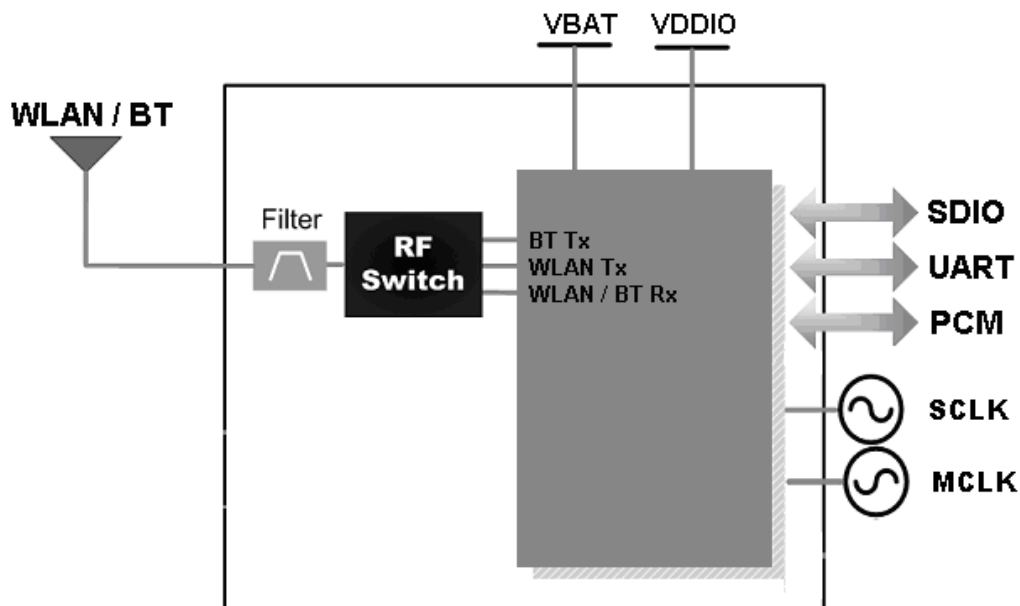 VBAT
VDDIO
WLAN / BT
Filter
RF
Switch
BT Tx
WLAN Tx
WLAN / BT Rx
SDIO
UART
PCM
SCLK
MCLK